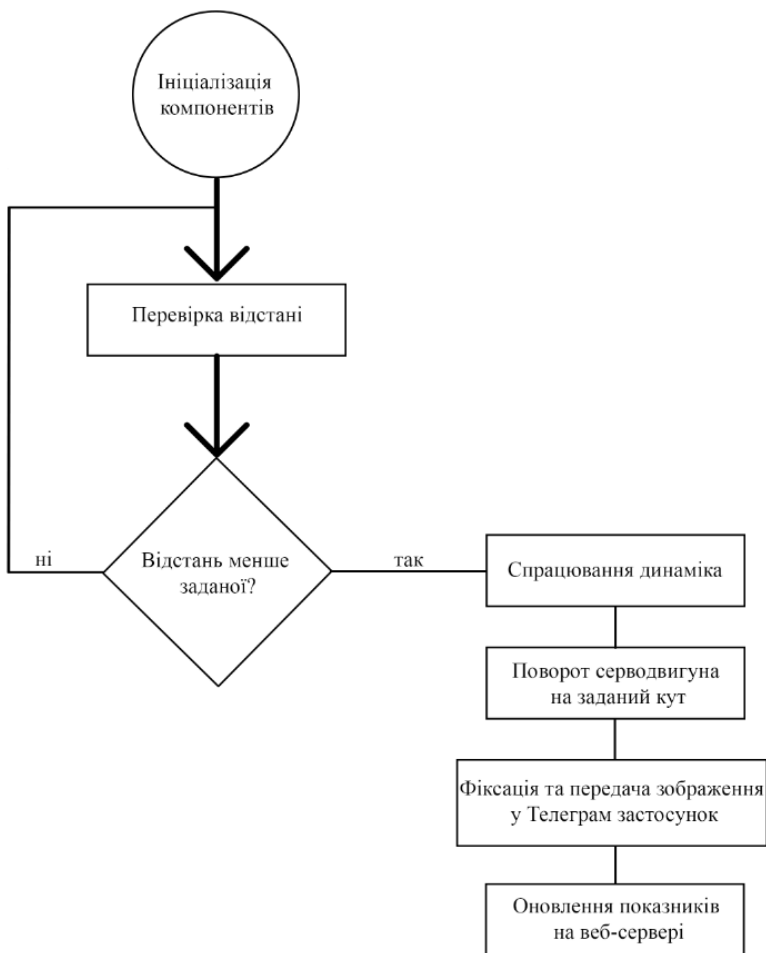 Ініціалізація
компонентів
Перевірка відстані
Відстань менше
заданої?
ні
так
Спрацювання динаміка
Поворот серводвигуна
на заданий кут
Фіксація та передача зображення
у Телеграм застосунок
Оновлення показників
на веб-сервері